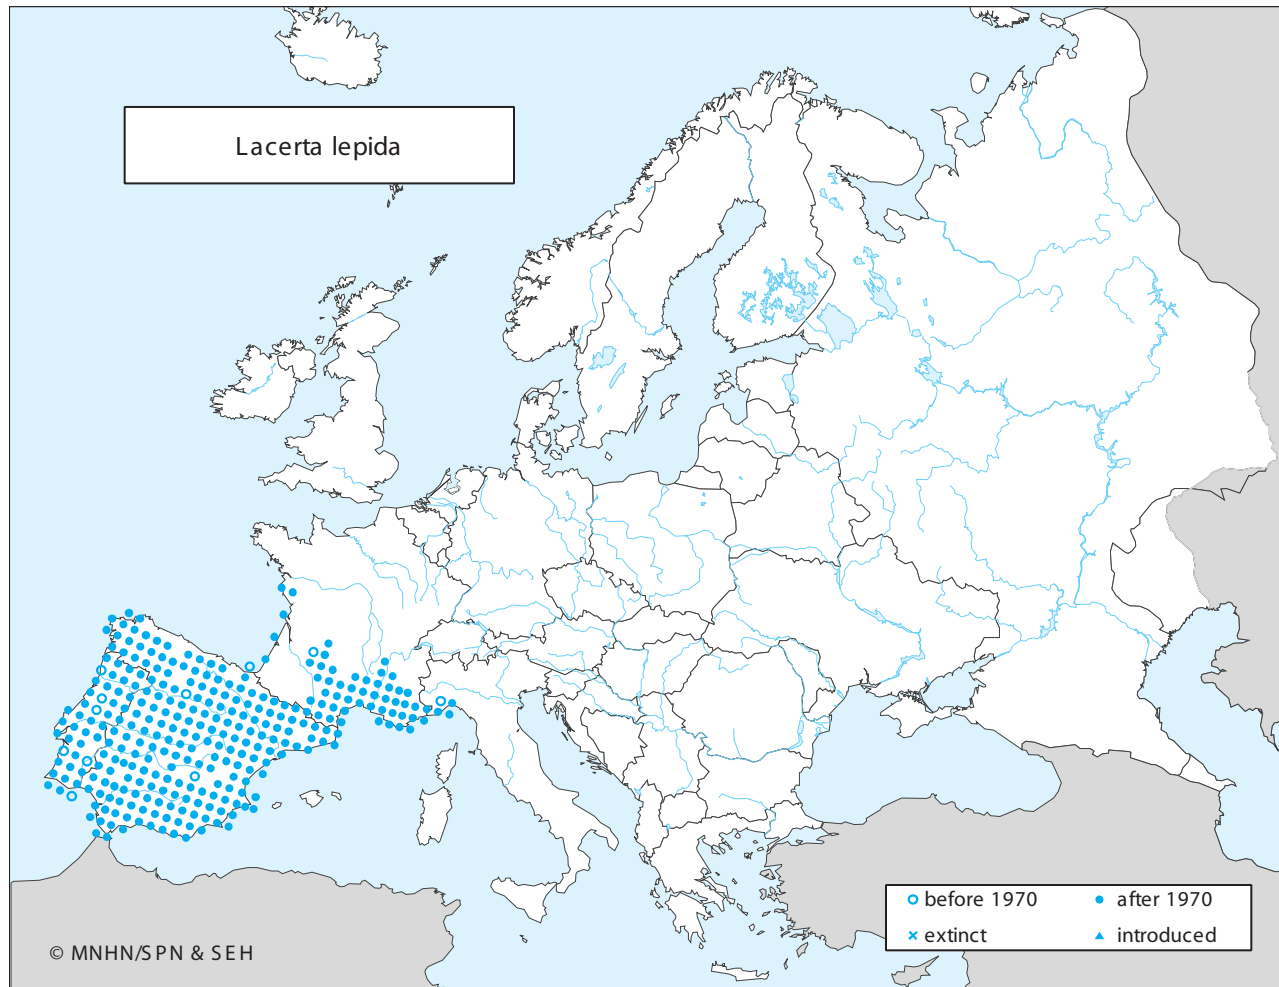 Lacerta lepida
before 1970
after 1970
extinct
introduced
© MNHN/SPN & SEH